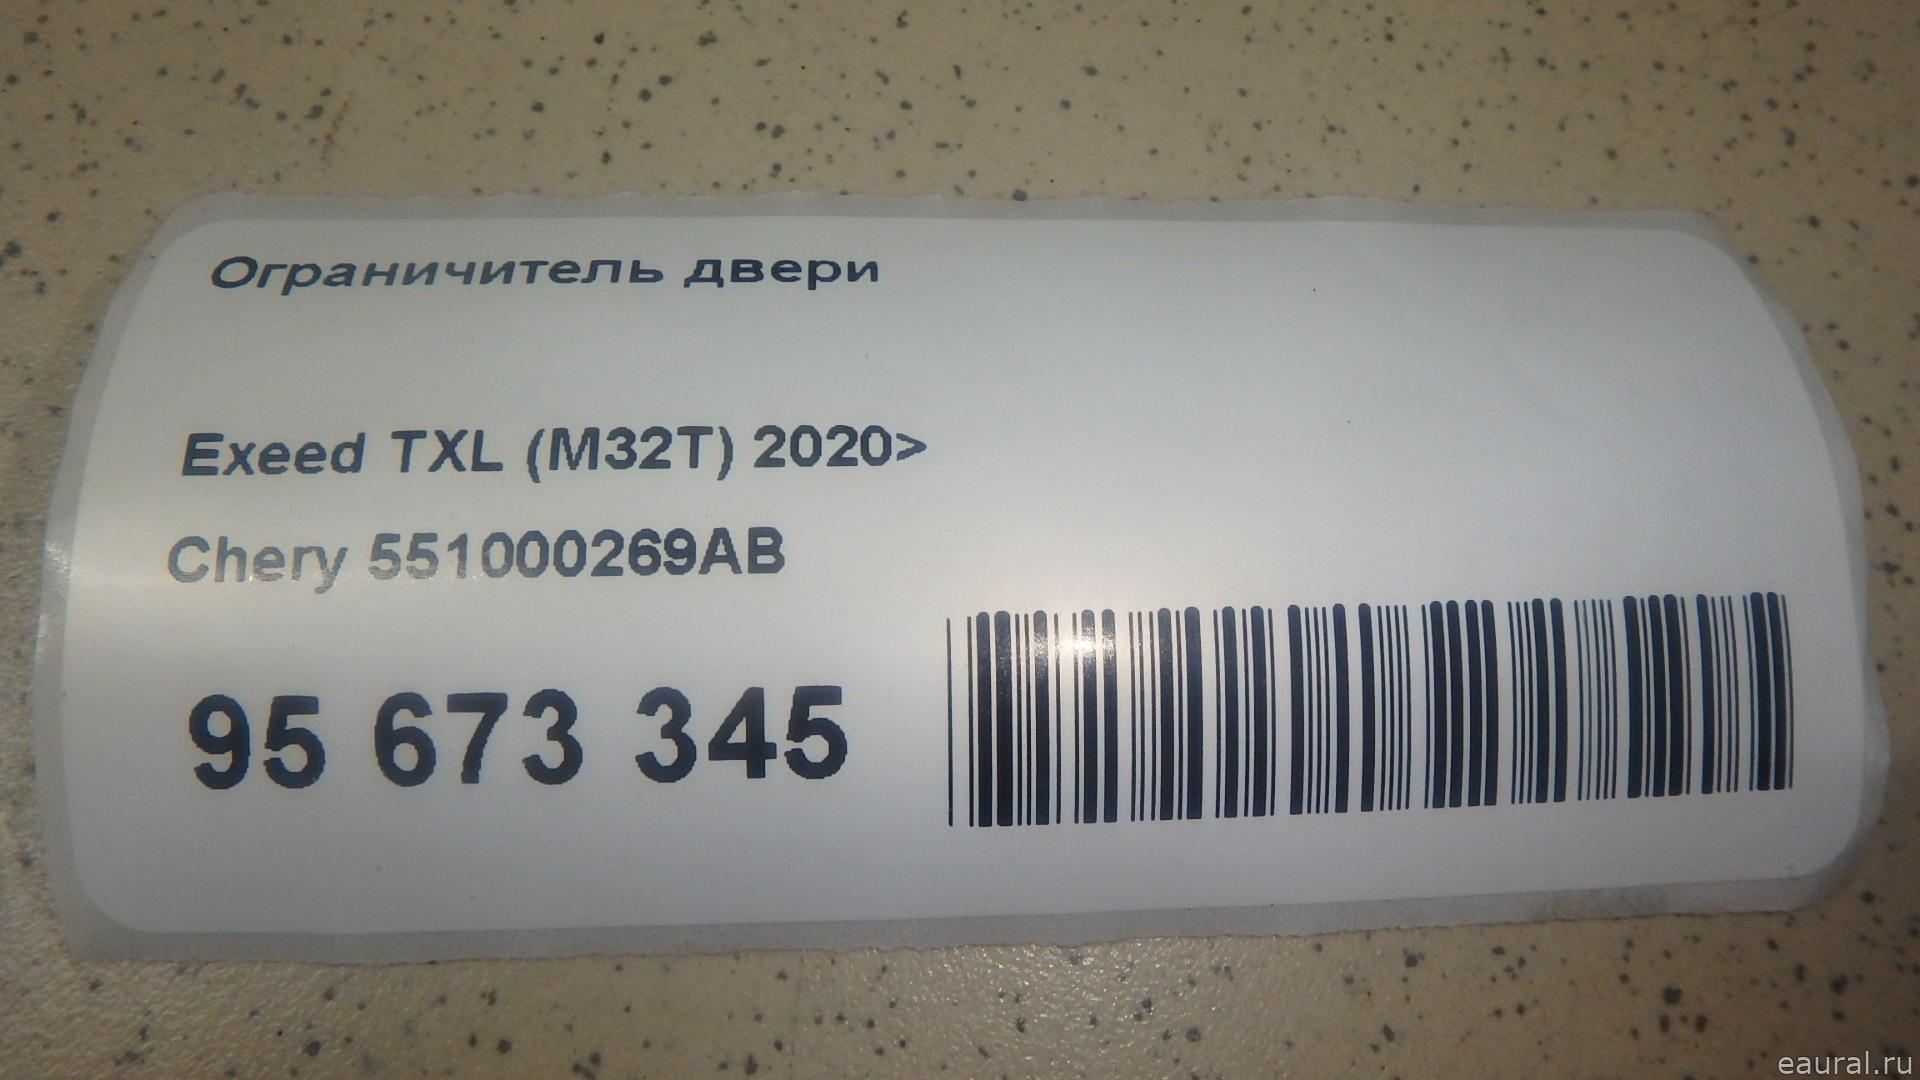 Ограничитель двери
Exeed TXL (M32T) 2020>
Chery 551000269AB
95 673 345
eaural.ru